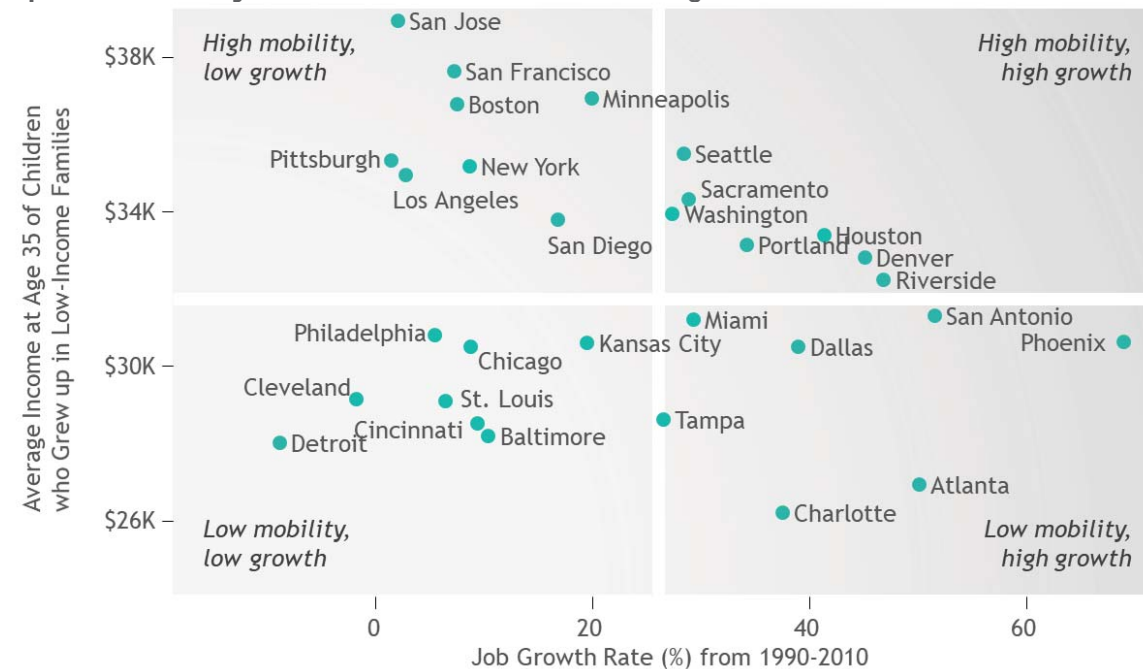 San Jose
High mobility,
low growth
High mobility,
high growth
$38K
San Francisco
Boston
Minneapolis
Pittsburgh
New York
Seattle
Los Angeles
Sacramento
$34K
Washington
San Diego
Portland
Houston
Denver
Riverside
Average Income at Age 35 of Children
who Grew up in Low-Income Families
Philadelphia
Chicago
Kansas City
Miami
Dallas
San Antonio
Phoenix
$30K
Cleveland
St. Louis
Cincinnati
Baltimore
Detroit
Tampa
Atlanta
Charlotte
$26K
Low mobility,
low growth
Low mobility,
high growth
0
20
40
60
Job Growth Rate (%) from 1990-2010